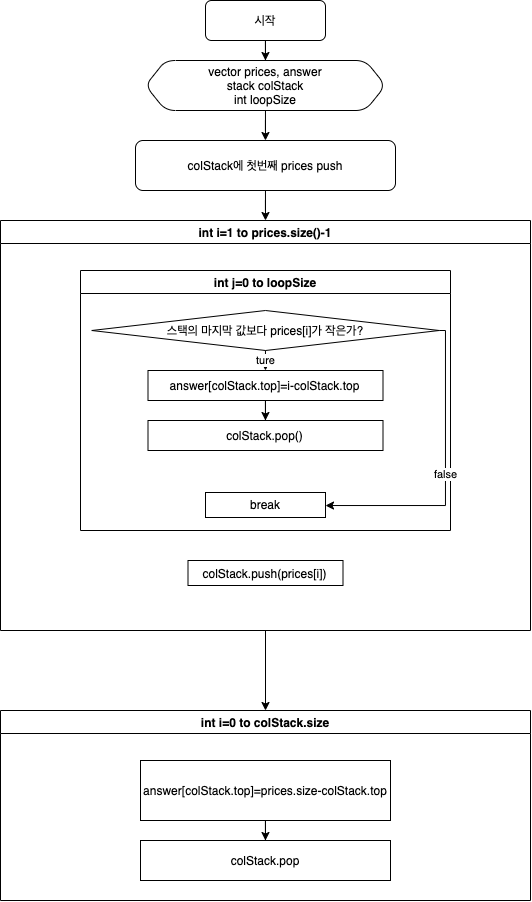 시작
vector prices, answer
stack colStack
int loopSize
colStack에 첫번째 prices push
int i=1 to prices.size()-1
int j=0 to loopSize
스택의 마지막 값보다 prices[i]가 작은가?
ture
answer[colStack.top]=i-colStack.top
colStack.pop()
false
break
colStack.push(prices[i])
int i=0 to colStack.size
answer[colStack.top]=prices.size-colStack.top
colStack.pop